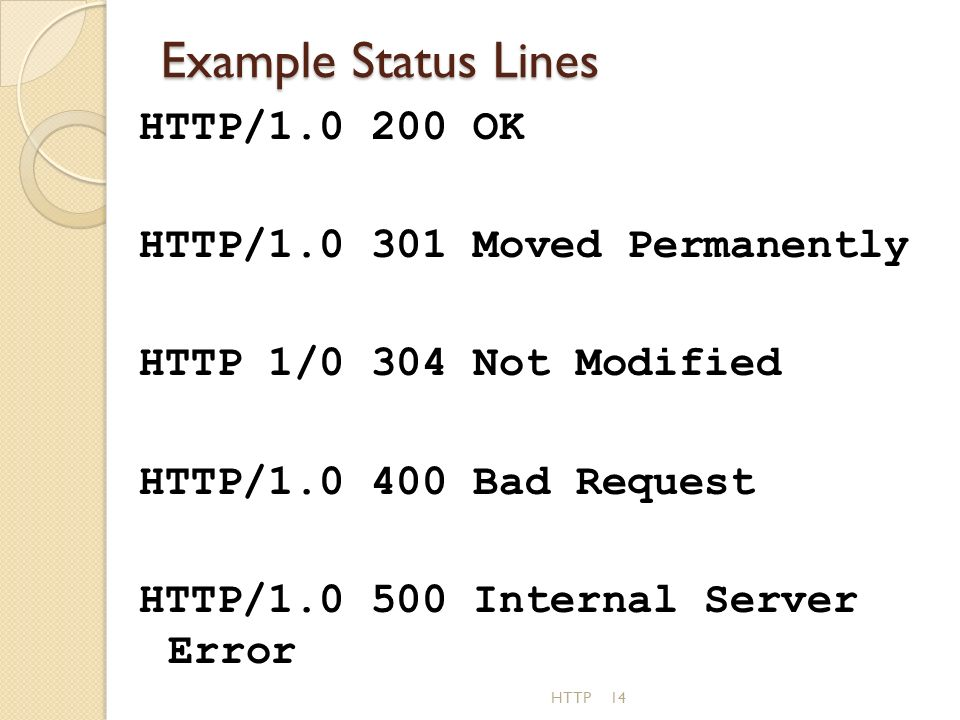 Example Status Lines
HTTP/1.0 200 OK
HTTP/1.0 301 Moved Permanently
HTTP 1/0 304 Not Modified
HTTP/1.0 400 Bad Request
HTTP/1.0 500 Internal Server
Error
HTTP 14